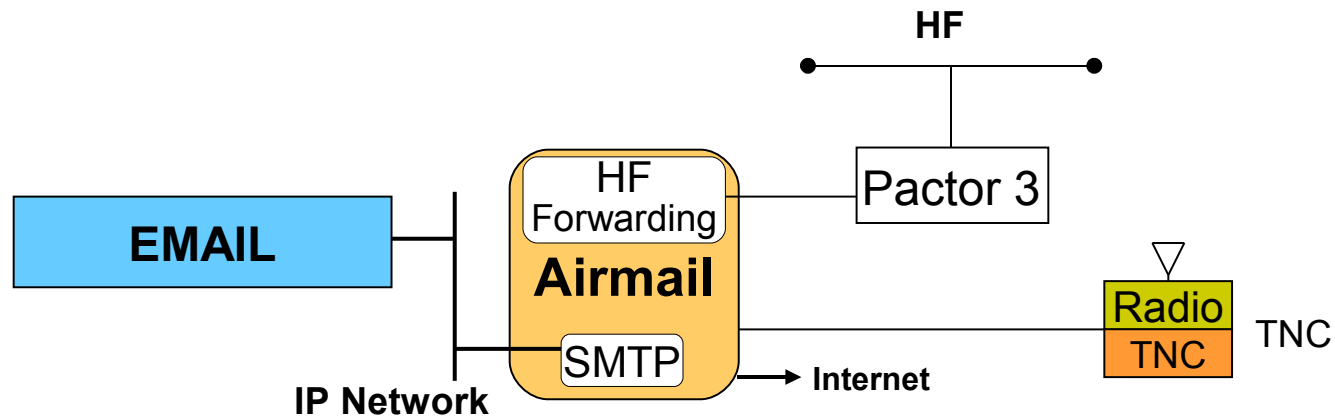 HF
HF
Forwarding
Pactor 3
EMAIL
Airmail
Radio
TNC
TNC
SMTP
Internet
IP Network